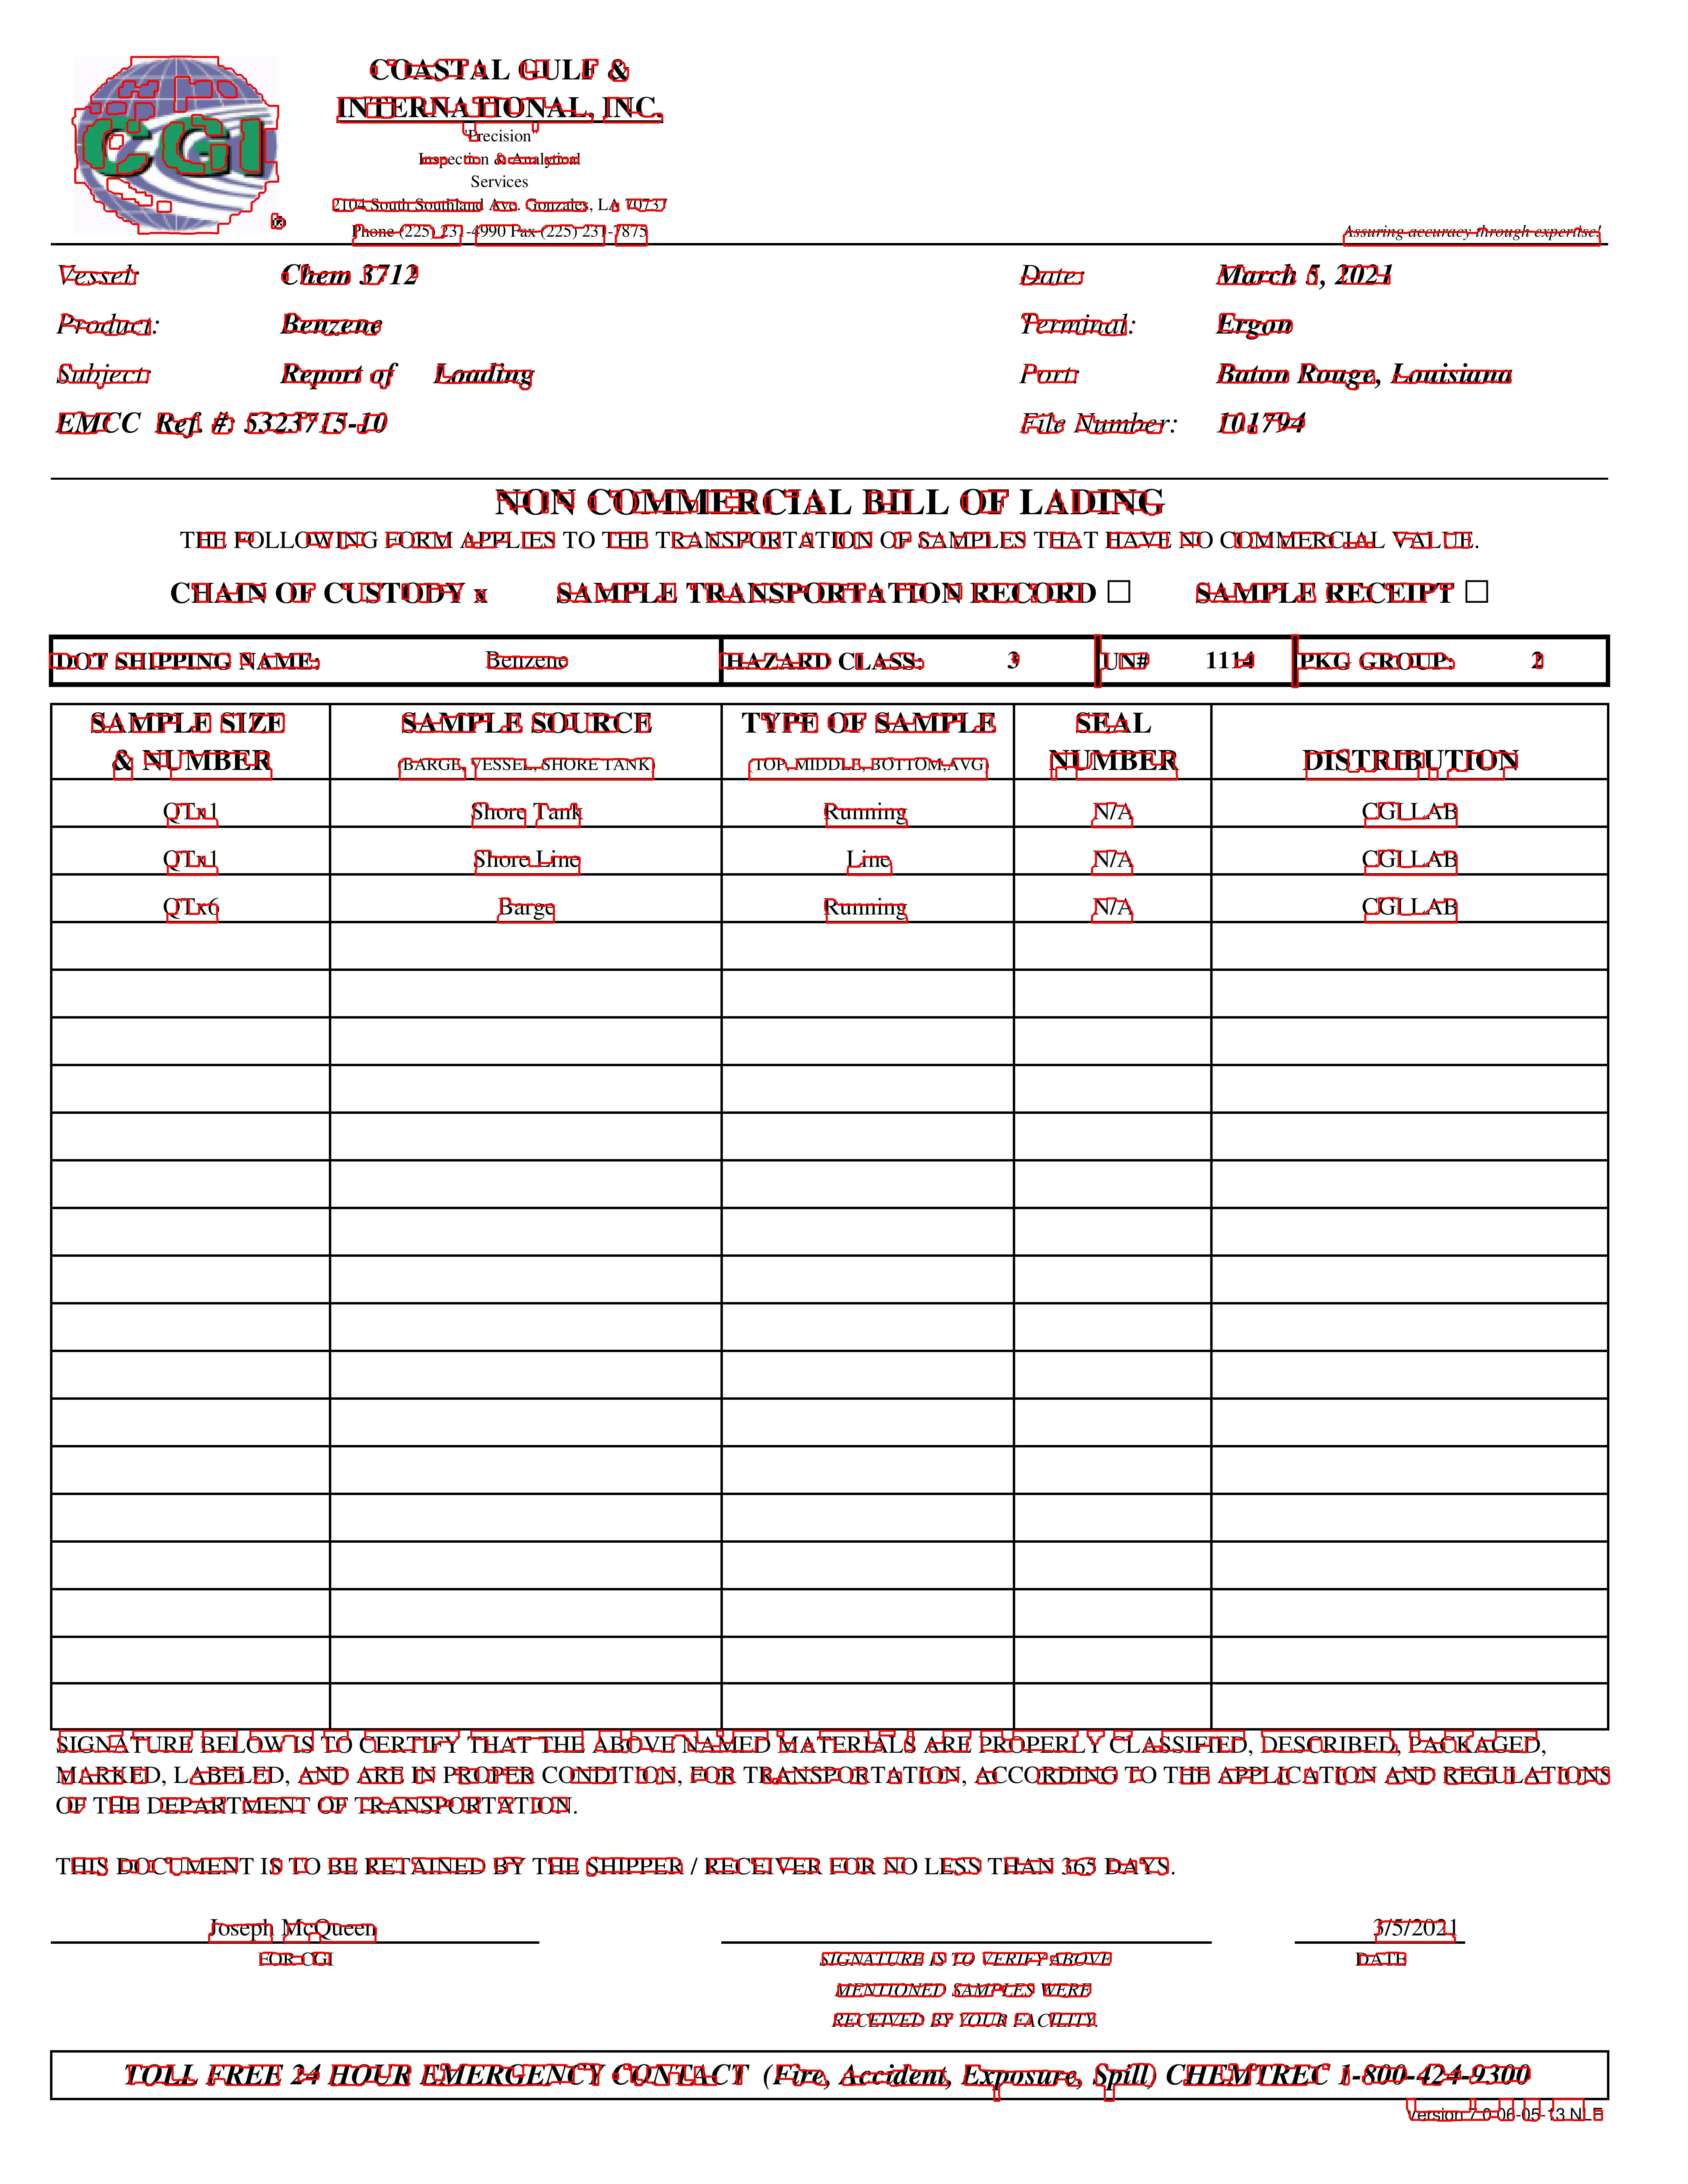 CGI
COASTAL GULF &
INTERNATIONAL, INC.
"Precision"
Inspection & Analytical
Services
2104 South Southland Ave. Gonzales, LA 70737
Phone (225) 231-4990 Fax (225) 231-7875
Assuring accuracy through expertise!
Vessel: Chem 3712 Date: March 5, 2021
Product: Benzene Terminal: Ergon
Subject: Report of Loading Port: Baton Rouge, Louisiana
EMCC Ref. #: 5323715-10 File Number: 101794
NON COMMERCIAL BILL OF LADING
THE FOLLOWING FORM APPLIES TO THE TRANSPORTATION OF SAMPLES THAT HAVE NO COMMERCIAL VALUE.
CHAIN OF CUSTODY x SAMPLE TRANSPORTATION RECORD ☐ SAMPLE RECEIPT ☐
DOT SHIPPING NAME: Benzene HAZARD CLASS: 3 UN# 1114 PKG GROUP: 2
SAMPLE SIZE SAMPLE SOURCE TYPE OF SAMPLE SEAL
& NUMBER (BARGE, VESSEL, SHORE TANK) (TOP, MIDDLE, BOTTOM,AVG) NUMBER DISTRIBUTION
QTx1 Shore Tank Running N/A CGI LAB
QTx1 Shore Line Line N/A CGI LAB
QTx6 Barge Running N/A CGI LAB
SIGNATURE BELOW IS TO CERTIFY THAT THE ABOVE NAMED MATERIALS ARE PROPERLY CLASSIFIED, DESCRIBED, PACKAGED,
MARKED, LABELED, AND ARE IN PROPER CONDITION, FOR TRANSPORTATION, ACCORDING TO THE APPLICATION AND REGULATIONS
OF THE DEPARTMENT OF TRANSPORTATION.
THIS DOCUMENT IS TO BE RETAINED BY THE SHIPPER / RECEIVER FOR NO LESS THAN 365 DAYS.
Joseph McQueen 3/5/2021
FOR CGI SIGNATURE IS TO VERIFY ABOVE DATE
MENTIONED SAMPLES WERE
RECEIVED BY YOUR FACILITY.
TOLL FREE 24 HOUR EMERGENCY CONTACT (Fire, Accident, Exposure, Spill) CHEMTREC 1-800-424-9300
Version 7.0-06-05-13 NLE